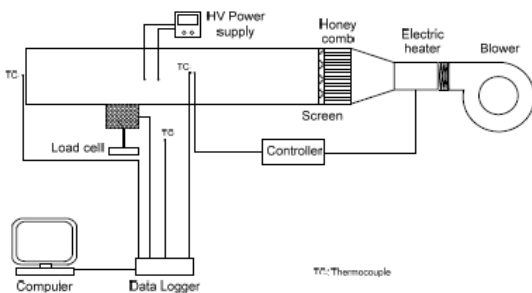 HV Power
supply
Honey
comb
Electric
heater
Blower
TC
TC
Screen
TC
Load cell
Controller
Computer
Data Logger
TC: Thermocouple